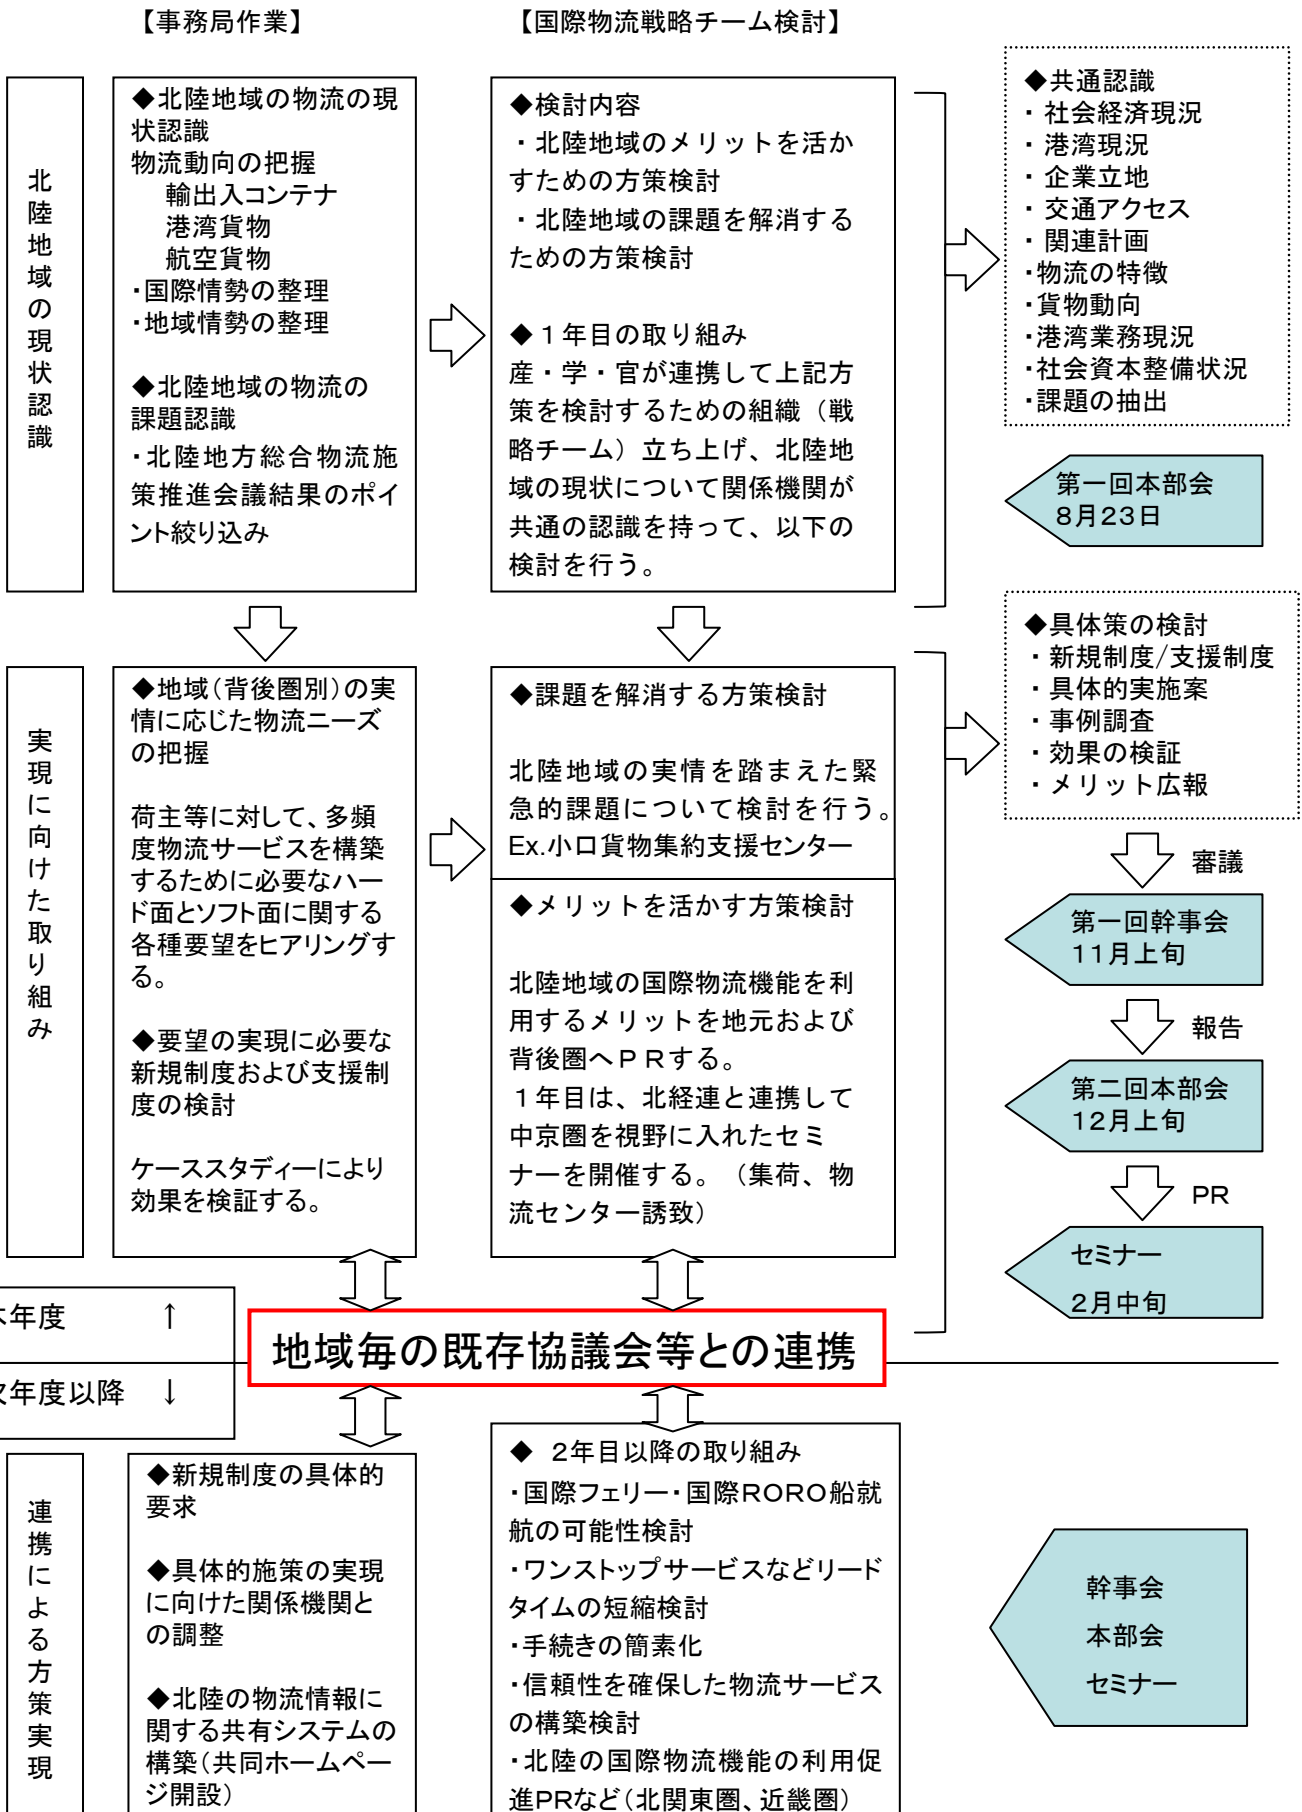 【事務局作業】
【国際物流戦略チーム検討】
北陸地域の現状認識
◆北陸地域の物流の現
状認識
物流動向の把握
輸出入コンテナ
港湾貨物
航空貨物
・国際情勢の整理
・地域情勢の整理
◆北陸地域の物流の
課題認識
・北陸地方総合物流施
策推進会議結果のポイ
ント絞り込み
◆検討内容
・北陸地域のメリットを活か
すための方策検討
・北陸地域の課題を解消する
ための方策検討
◆１年目の取り組み
産・学・官が連携して上記方
策を検討するための組織（戦
略チーム）立ち上げ、北陸地
域の現状について関係機関が
共通の認識を持って、以下の
検討を行う。
◆共通認識
・社会経済現況
・港湾現況
・企業立地
・交通アクセス
・関連計画
・物流の特徴
・貨物動向
・港湾業務現況
・社会資本整備状況
・課題の抽出
第一回本部会
８月２３日
実現に向けた取り組み
◆地域（背後圏別）の実
情に応じた物流ニーズ
の把握
荷主等に対して、多頻
度物流サービスを構築
するために必要なハー
ド面とソフト面に関する
各種要望をヒアリングす
る。
◆要望の実現に必要な
新規制度および支援制
度の検討
ケーススタディーにより
効果を検証する。
◆課題を解消する方策検討
北陸地域の実情を踏まえた緊
急的課題について検討を行う。
Ex.小口貨物集約支援センター
◆メリットを活かす方策検討
北陸地域の国際物流機能を利
用するメリットを地元および
背後圏へＰＲする。
１年目は、北経連と連携して
中京圏を視野に入れたセミ
ナーを開催する。（集荷、物
流センター誘致）
◆具体策の検討
・新規制度/支援制度
・具体的実施案
・事例調査
・効果の検証
・メリット広報
審議
第一回幹事会
１１月上旬
報告
第二回本部会
１２月上旬
PR
セミナー
２月中旬
年度　↑
年度以降　↓
地域毎の既存協議会等との連携
連携による方策実現
◆新規制度の具体的
要求
◆具体的施策の実現
に向けた関係機関と
の調整
◆北陸の物流情報に
関する共有システムの
構築（共同ホームペー
ジ開設）
◆ 2年目以降の取り組み
・国際フェリー・国際ＲＯＲＯ船就
航の可能性検討
・ワンストップサービスなどリード
タイムの短縮検討
・手続きの簡素化
・信頼性を確保した物流サービス
の構築検討
・北陸の国際物流機能の利用促
進PRなど（北関東圏、近畿圏）
幹事会
本部会
セミナー